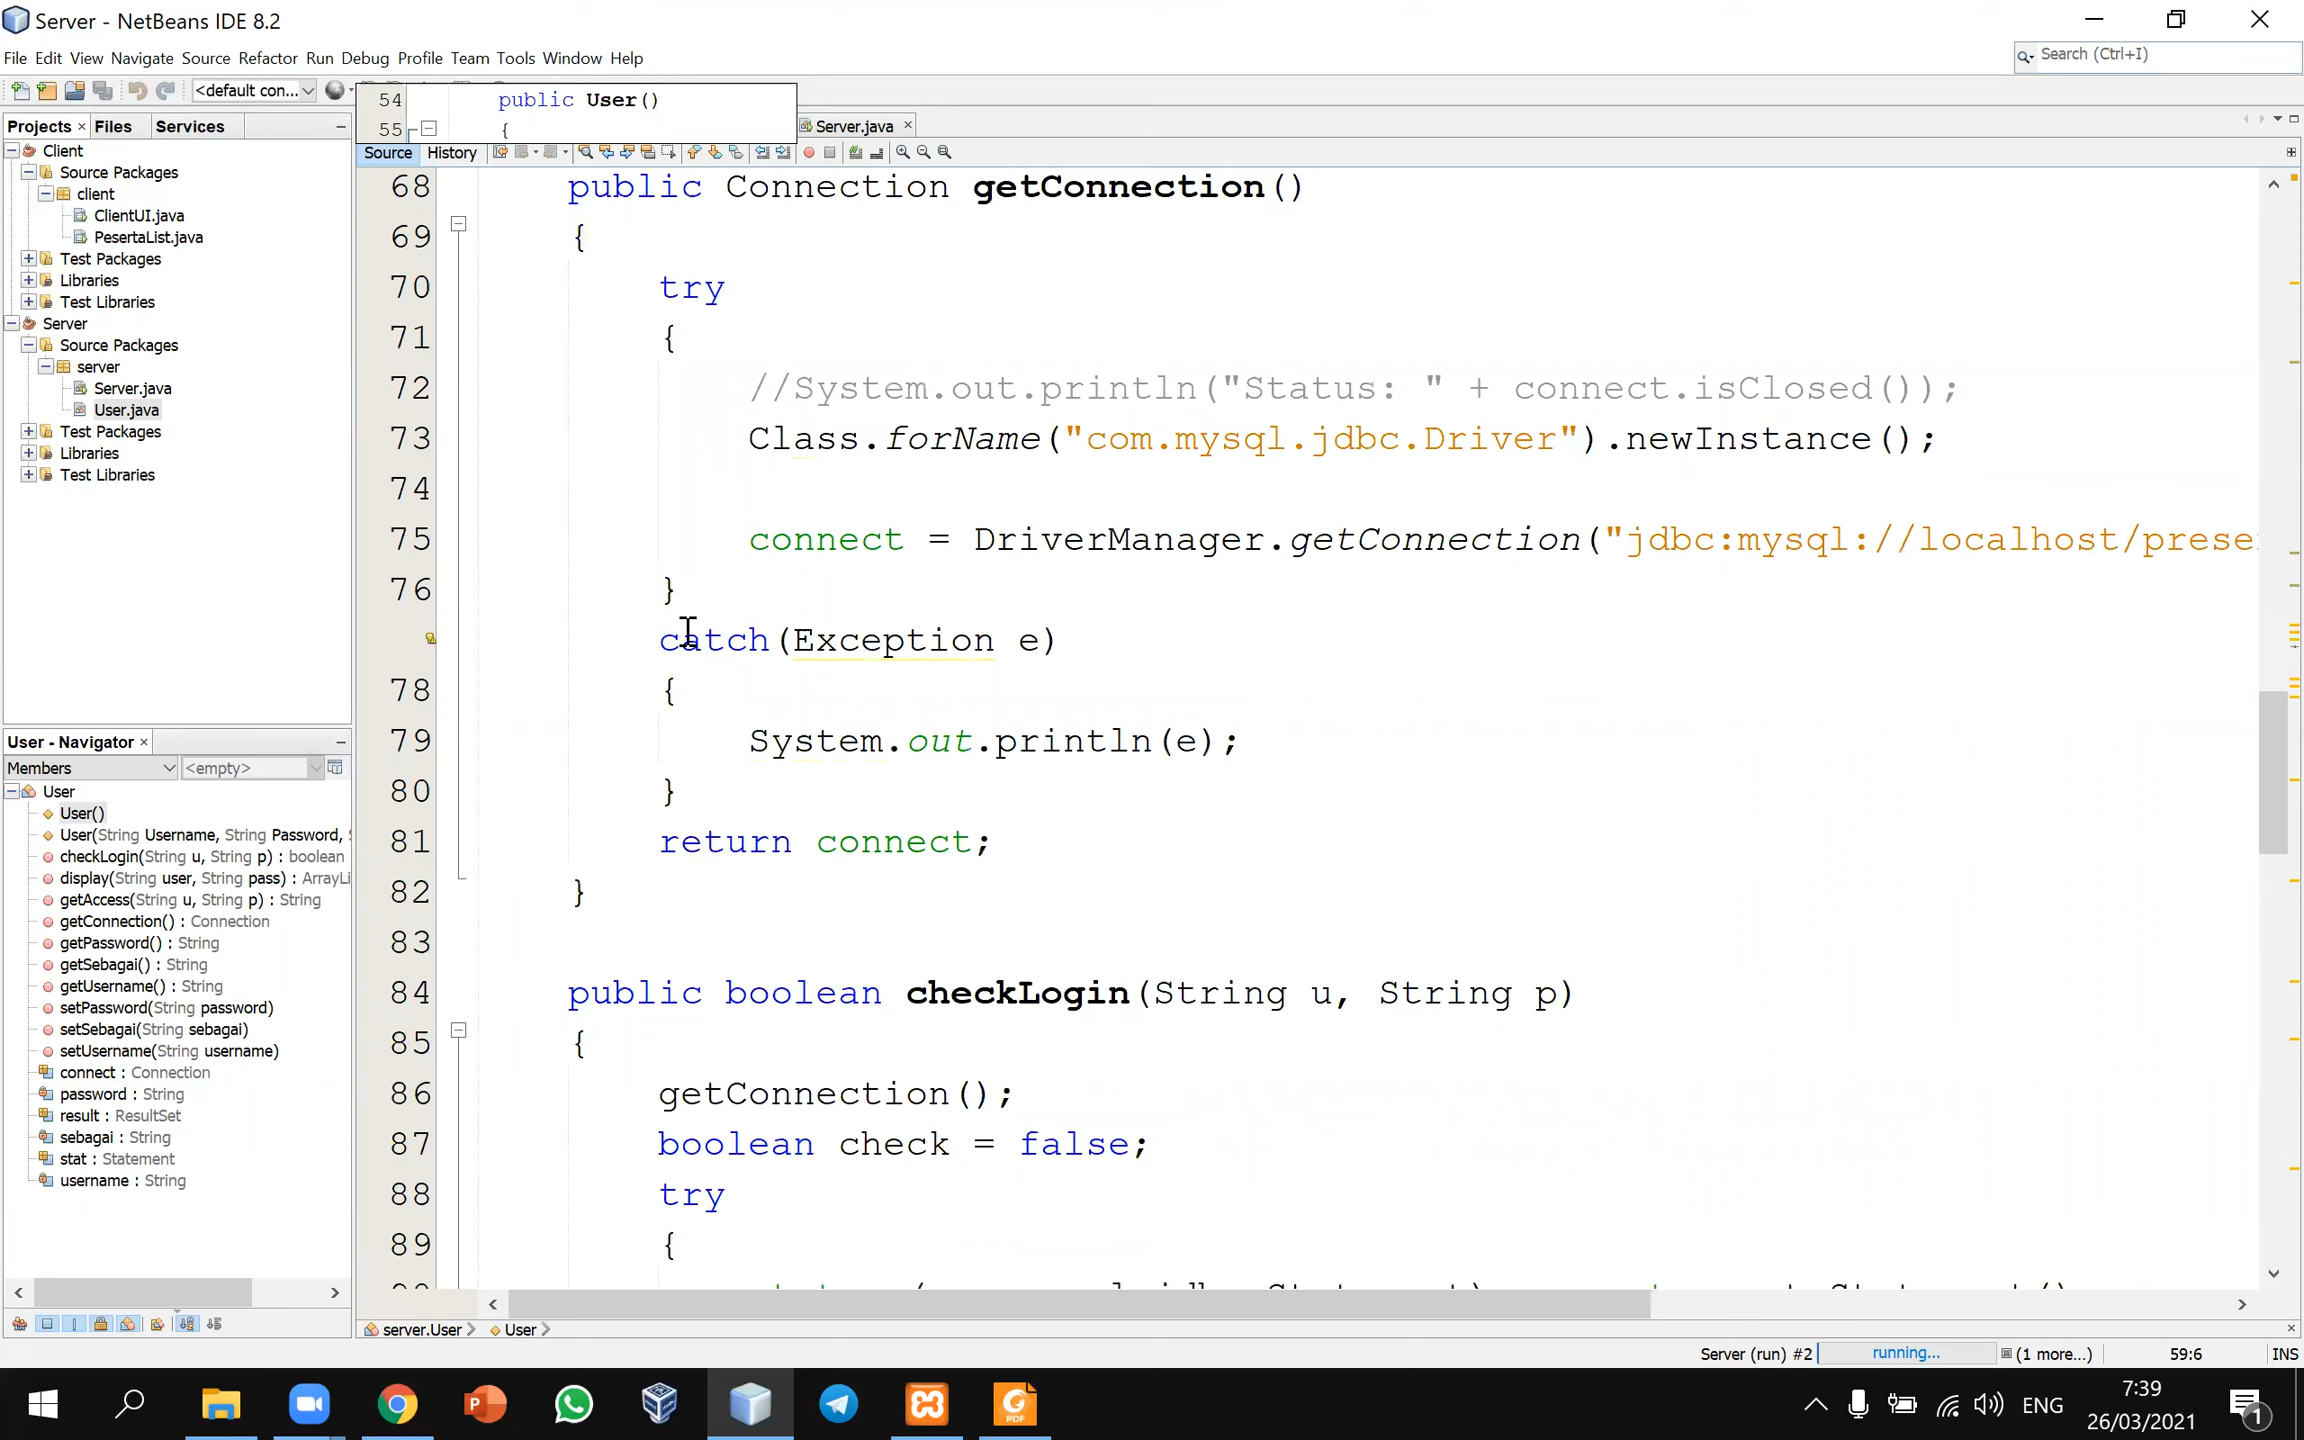 Server - NetBeans IDE 8.2
File Edit View Navigate Source Refactor Run Debug Profile Team Tools Window Help
Search (Ctrl+I)
<default con...
54 public User()
55 {
Projects Files Services
Server.java
Source History
Client
Source Packages
client
ClientUI.java
PesertaList.java
Test Packages
Libraries
Test Libraries
Server
Source Packages
server
Server.java
User.java
Test Packages
Libraries
Test Libraries
68 public Connection getConnection()
69 {
70 try
71 {
72 //System.out.println("Status: " + connect.isClosed());
73 Class.forName("com.mysql.jdbc.Driver").newInstance();
74
75 connect = DriverManager.getConnection("jdbc:mysql://localhost/prese
76 }
catch(Exception e)
78 {
79 System.out.println(e);
80 }
81 return connect;
82 }
83
84 public boolean checkLogin(String u, String p)
85 {
86 getConnection();
87 boolean check = false;
88 try
89 {
User - Navigator
Members <empty>
User
User()
User(String Username, String Password,
checkLogin(String u, String p) : boolean
display(String user, String pass) : ArrayLi
getAccess(String u, String p) : String
getConnection() : Connection
getPassword() : String
getSebagai() : String
getUsername() : String
setPassword(String password)
setSebagai(String sebagai)
setUsername(String username)
connect : Connection
password : String
result : ResultSet
sebagai : String
stat : Statement
username : String
server.User User
Server (run) #2 running... (1 more...) 59:6 INS
ENG
7:39
26/03/2021
1